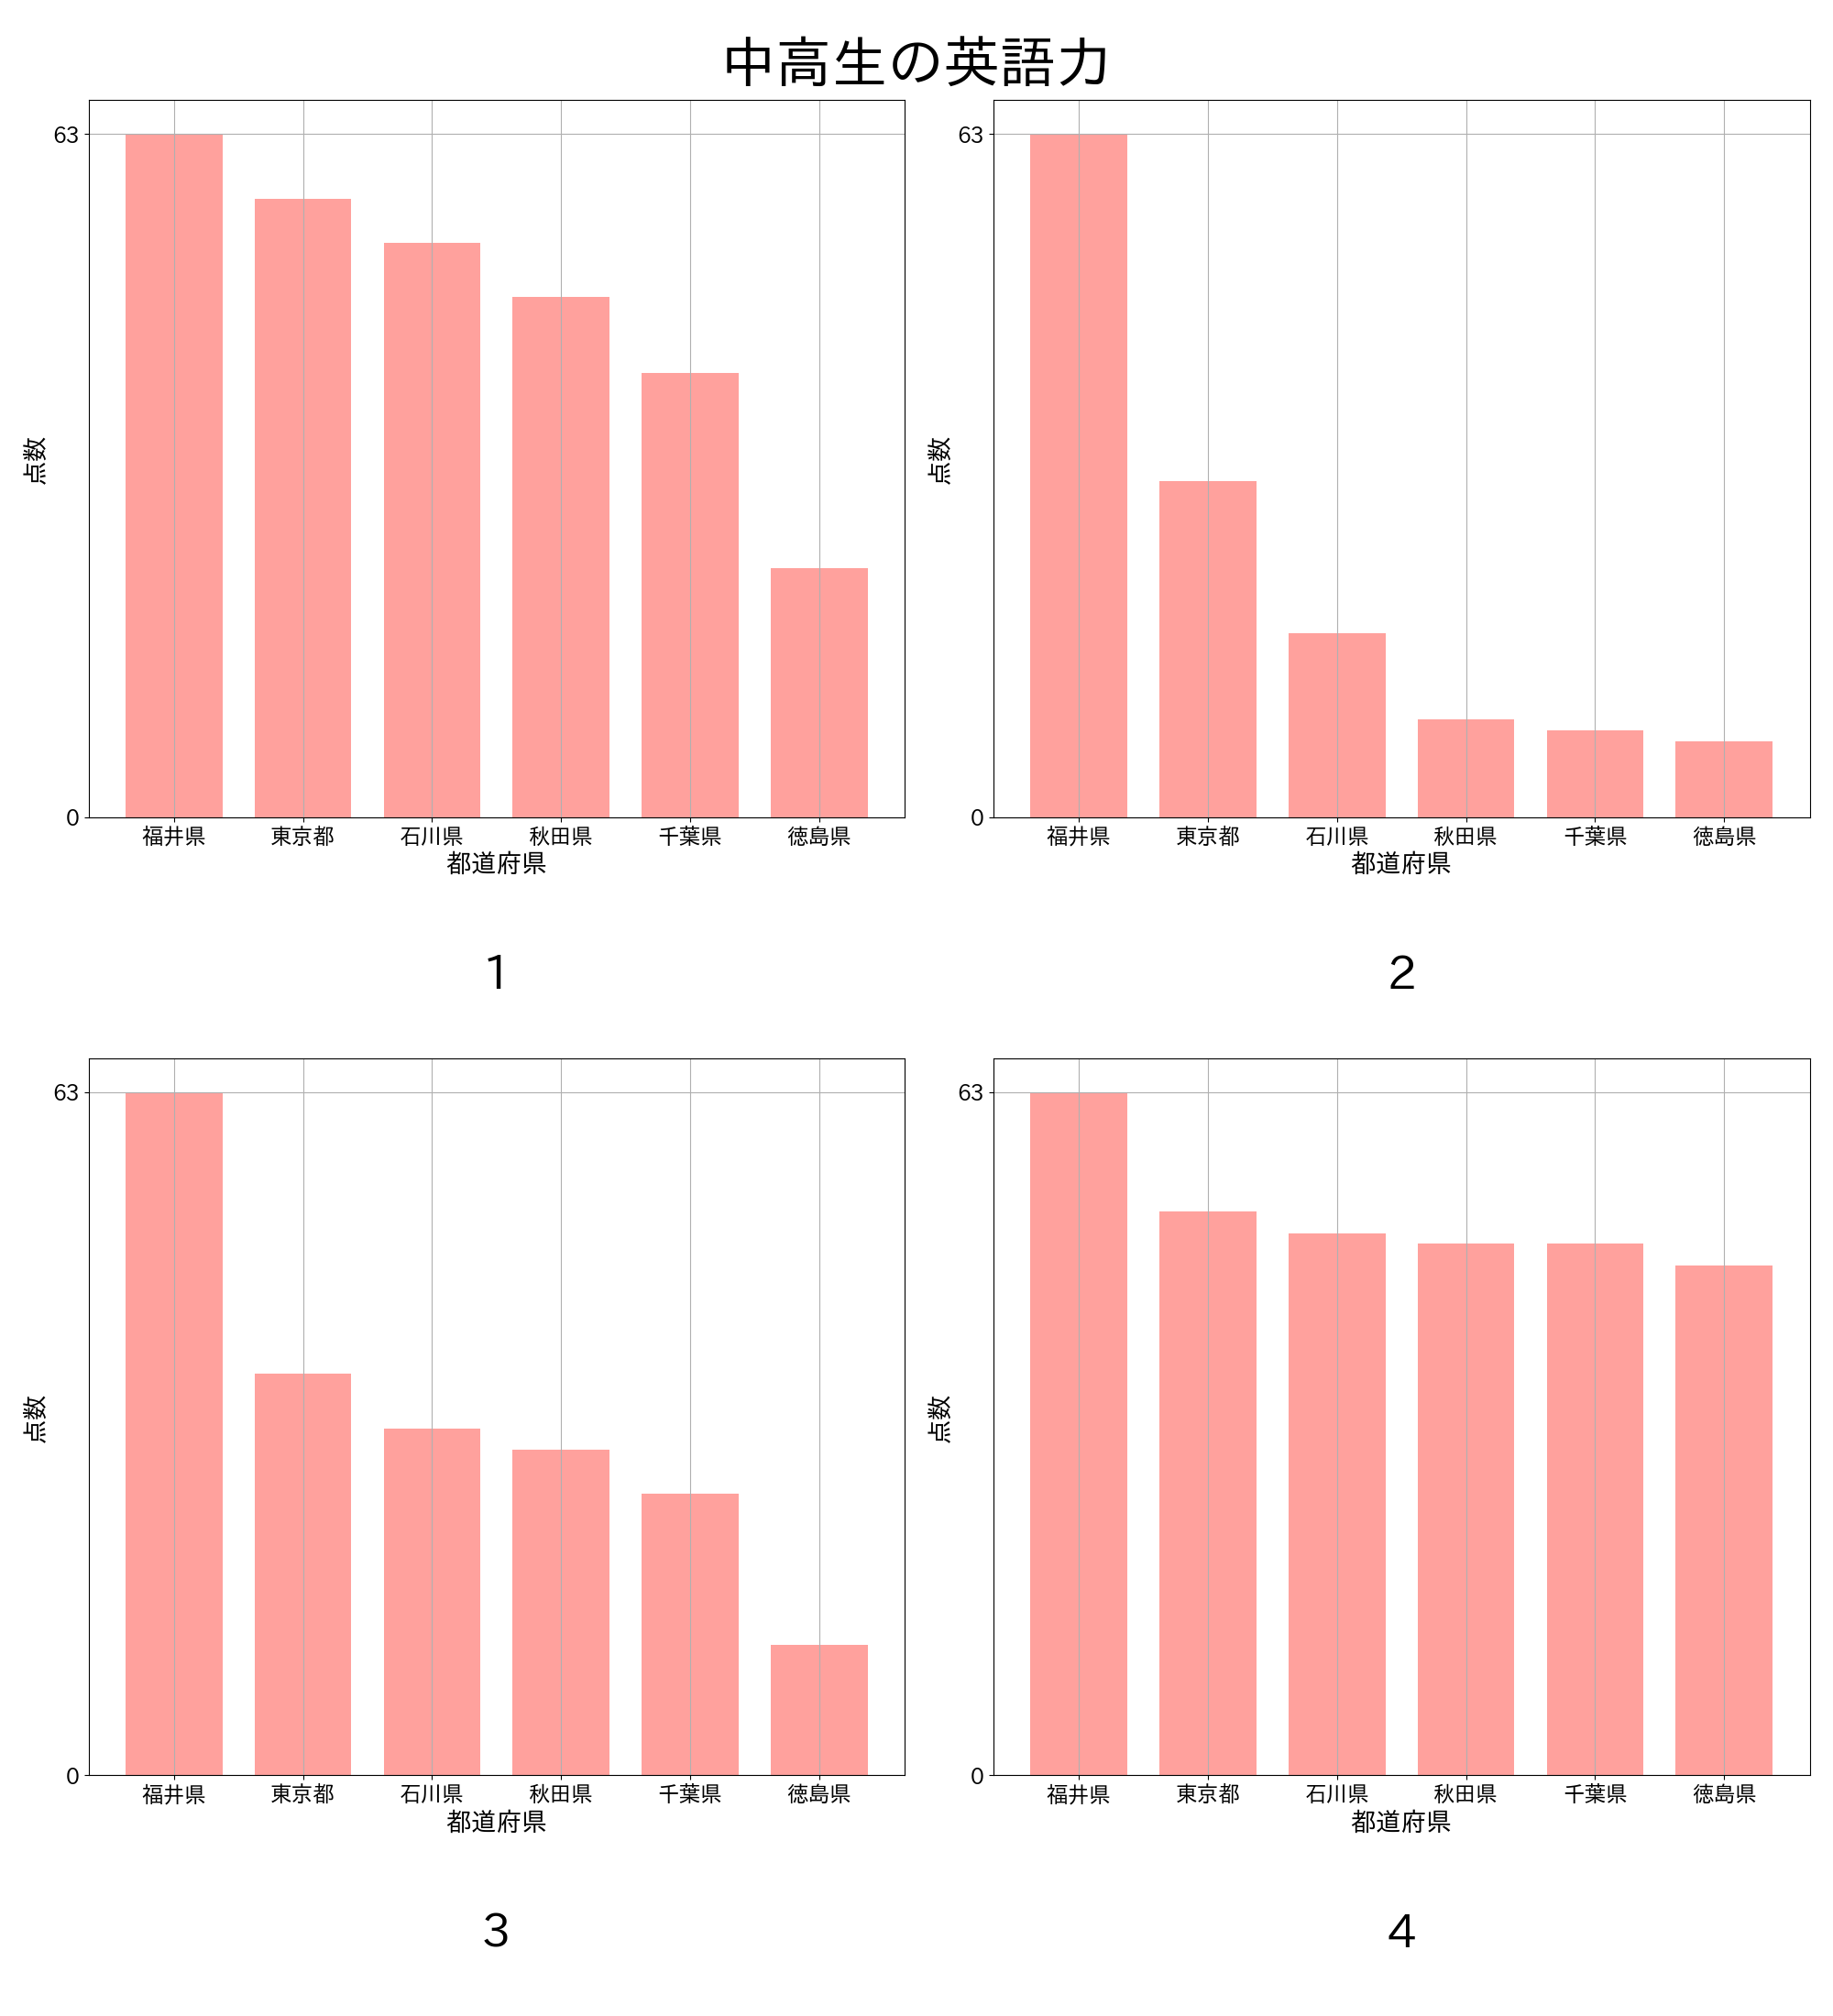 中高生の英語力
63
点数
0
福井県 東京都 石川県 秋田県 千葉県 徳島県
都道府県
1
63
点数
0
福井県 東京都 石川県 秋田県 千葉県 徳島県
都道府県
2
63
点数
0
福井県 東京都 石川県 秋田県 千葉県 徳島県
都道府県
3
63
点数
0
福井県 東京都 石川県 秋田県 千葉県 徳島県
都道府県
4